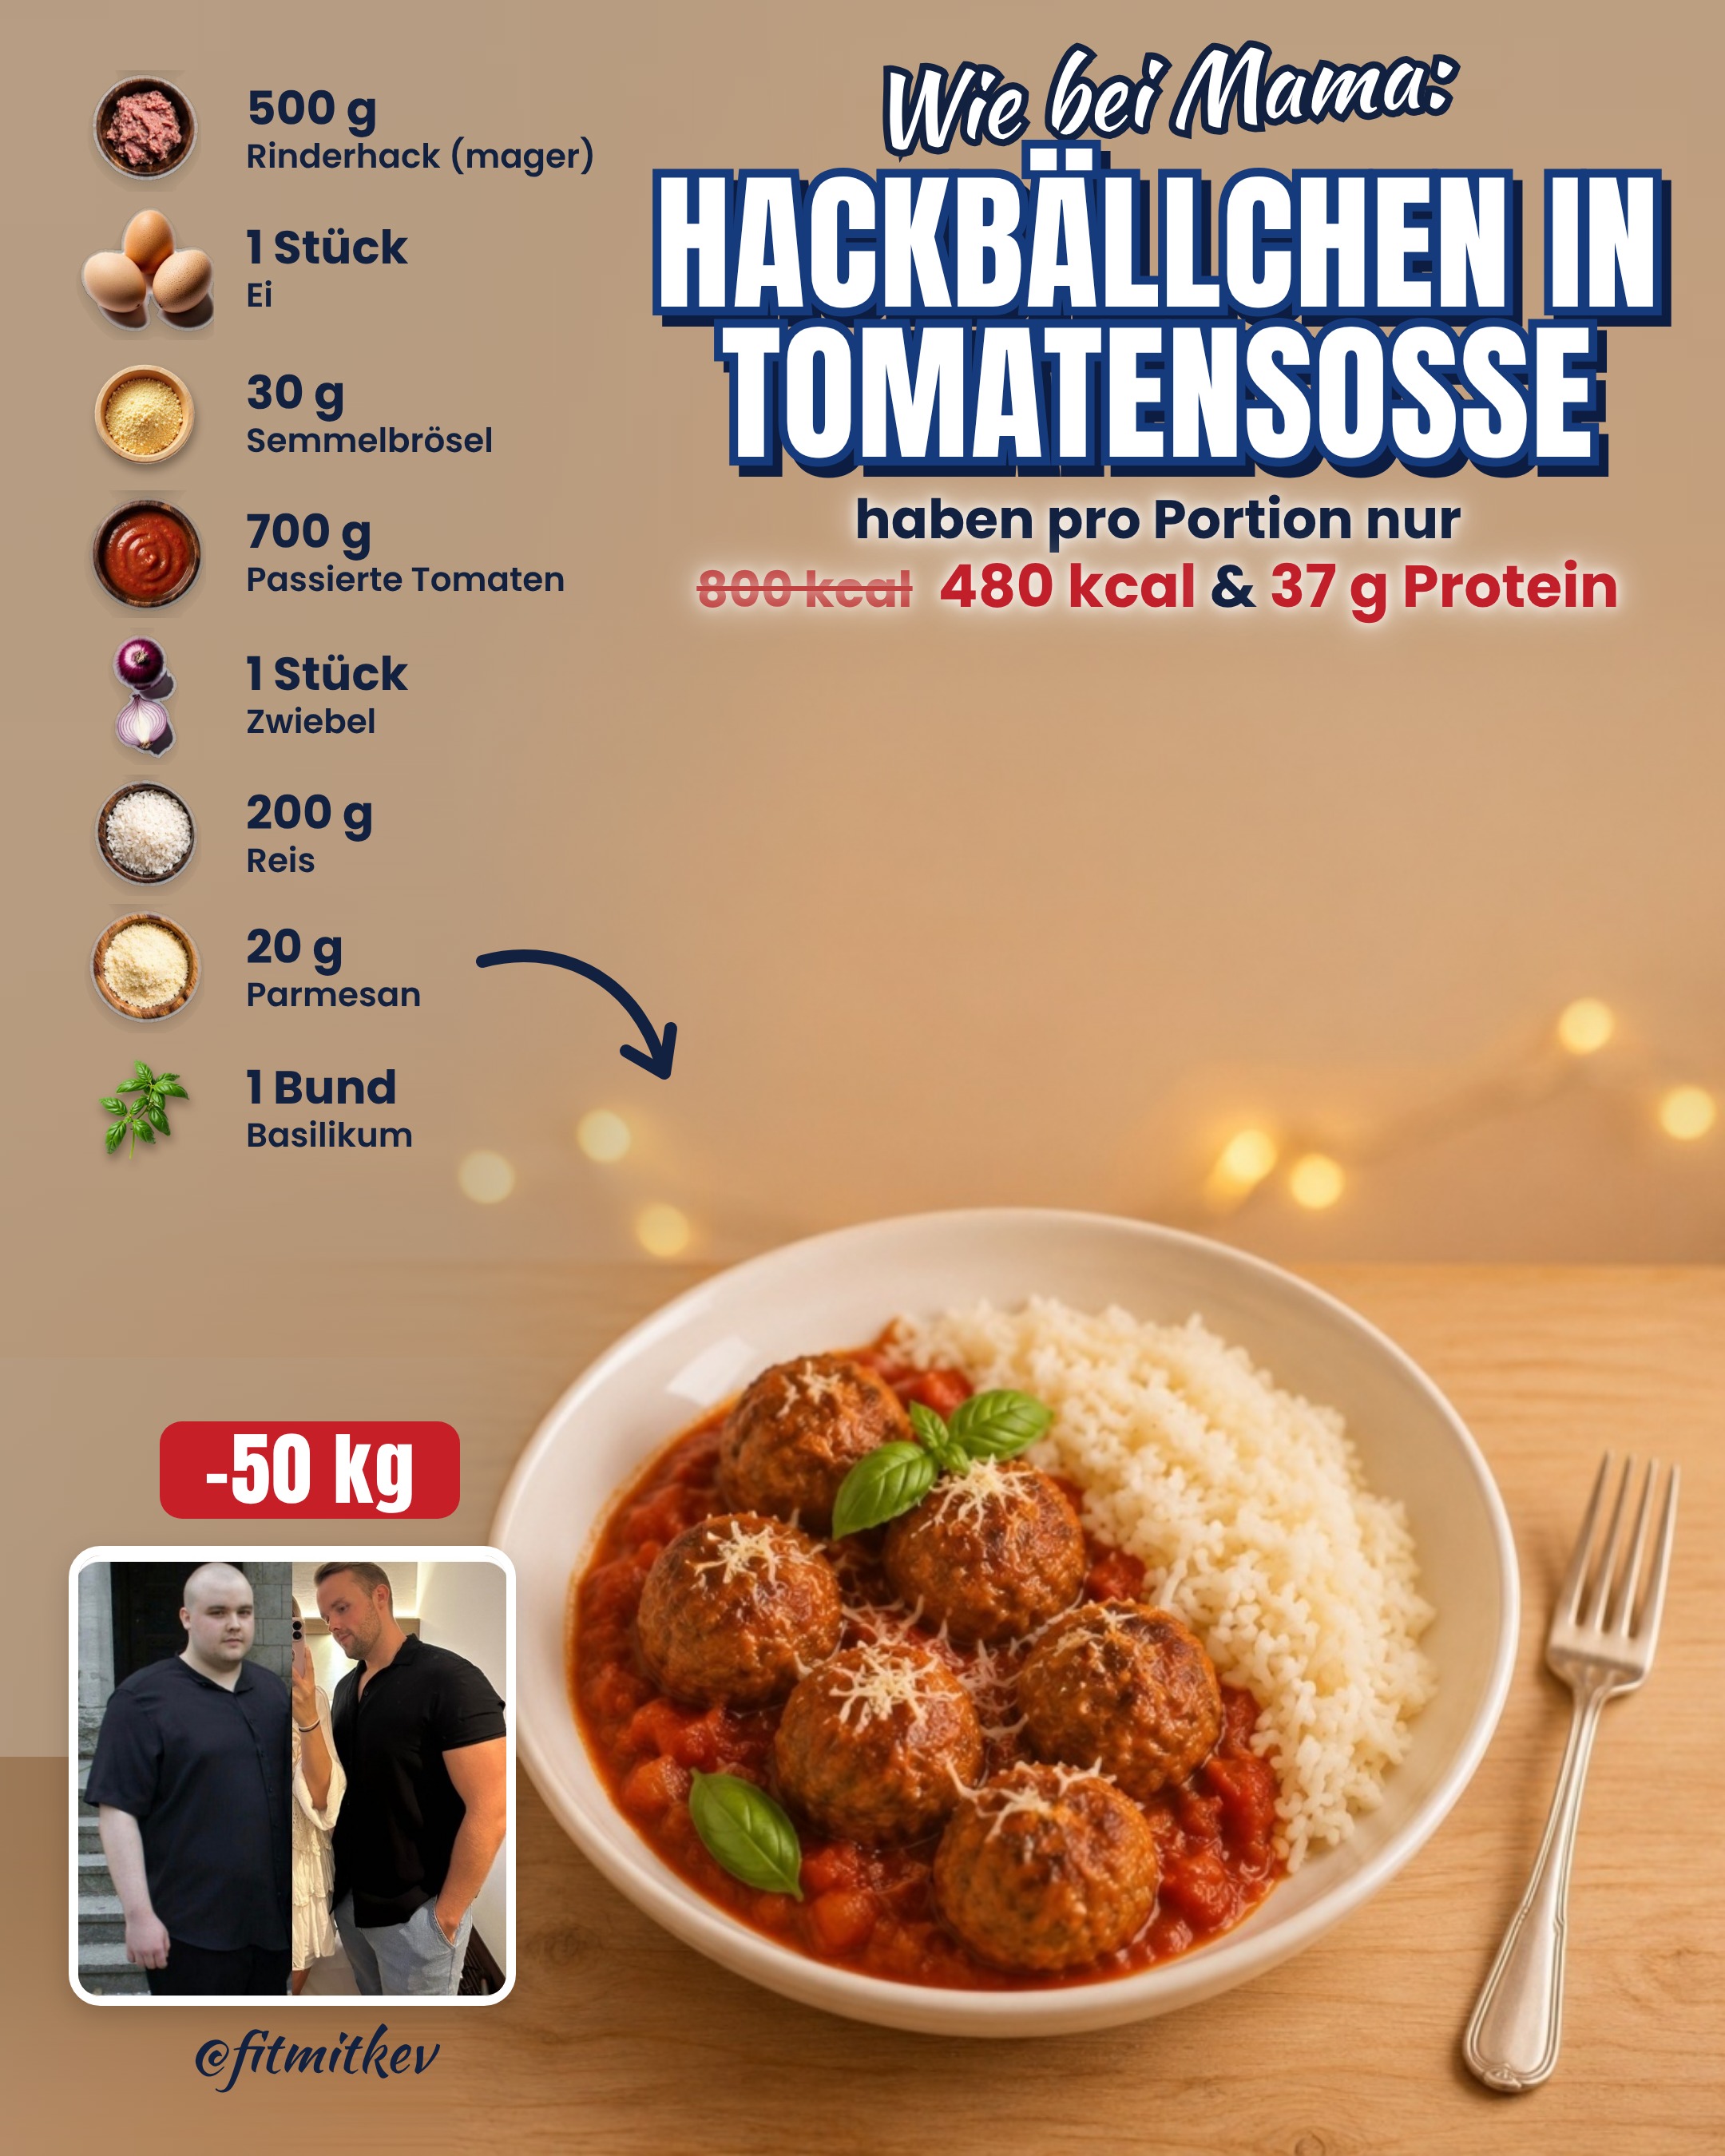 Wie bei Mama:
HACKBÄLLCHEN IN
TOMATENSOSSE
haben pro Portion nur
800 kcal 480 kcal & 37 g Protein
500 g
Rinderhack (mager)
1 Stück
Ei
30 g
Semmelbrösel
700 g
Passierte Tomaten
1 Stück
Zwiebel
200 g
Reis
20 g
Parmesan
1 Bund
Basilikum
-50 kg
@fitmitkev